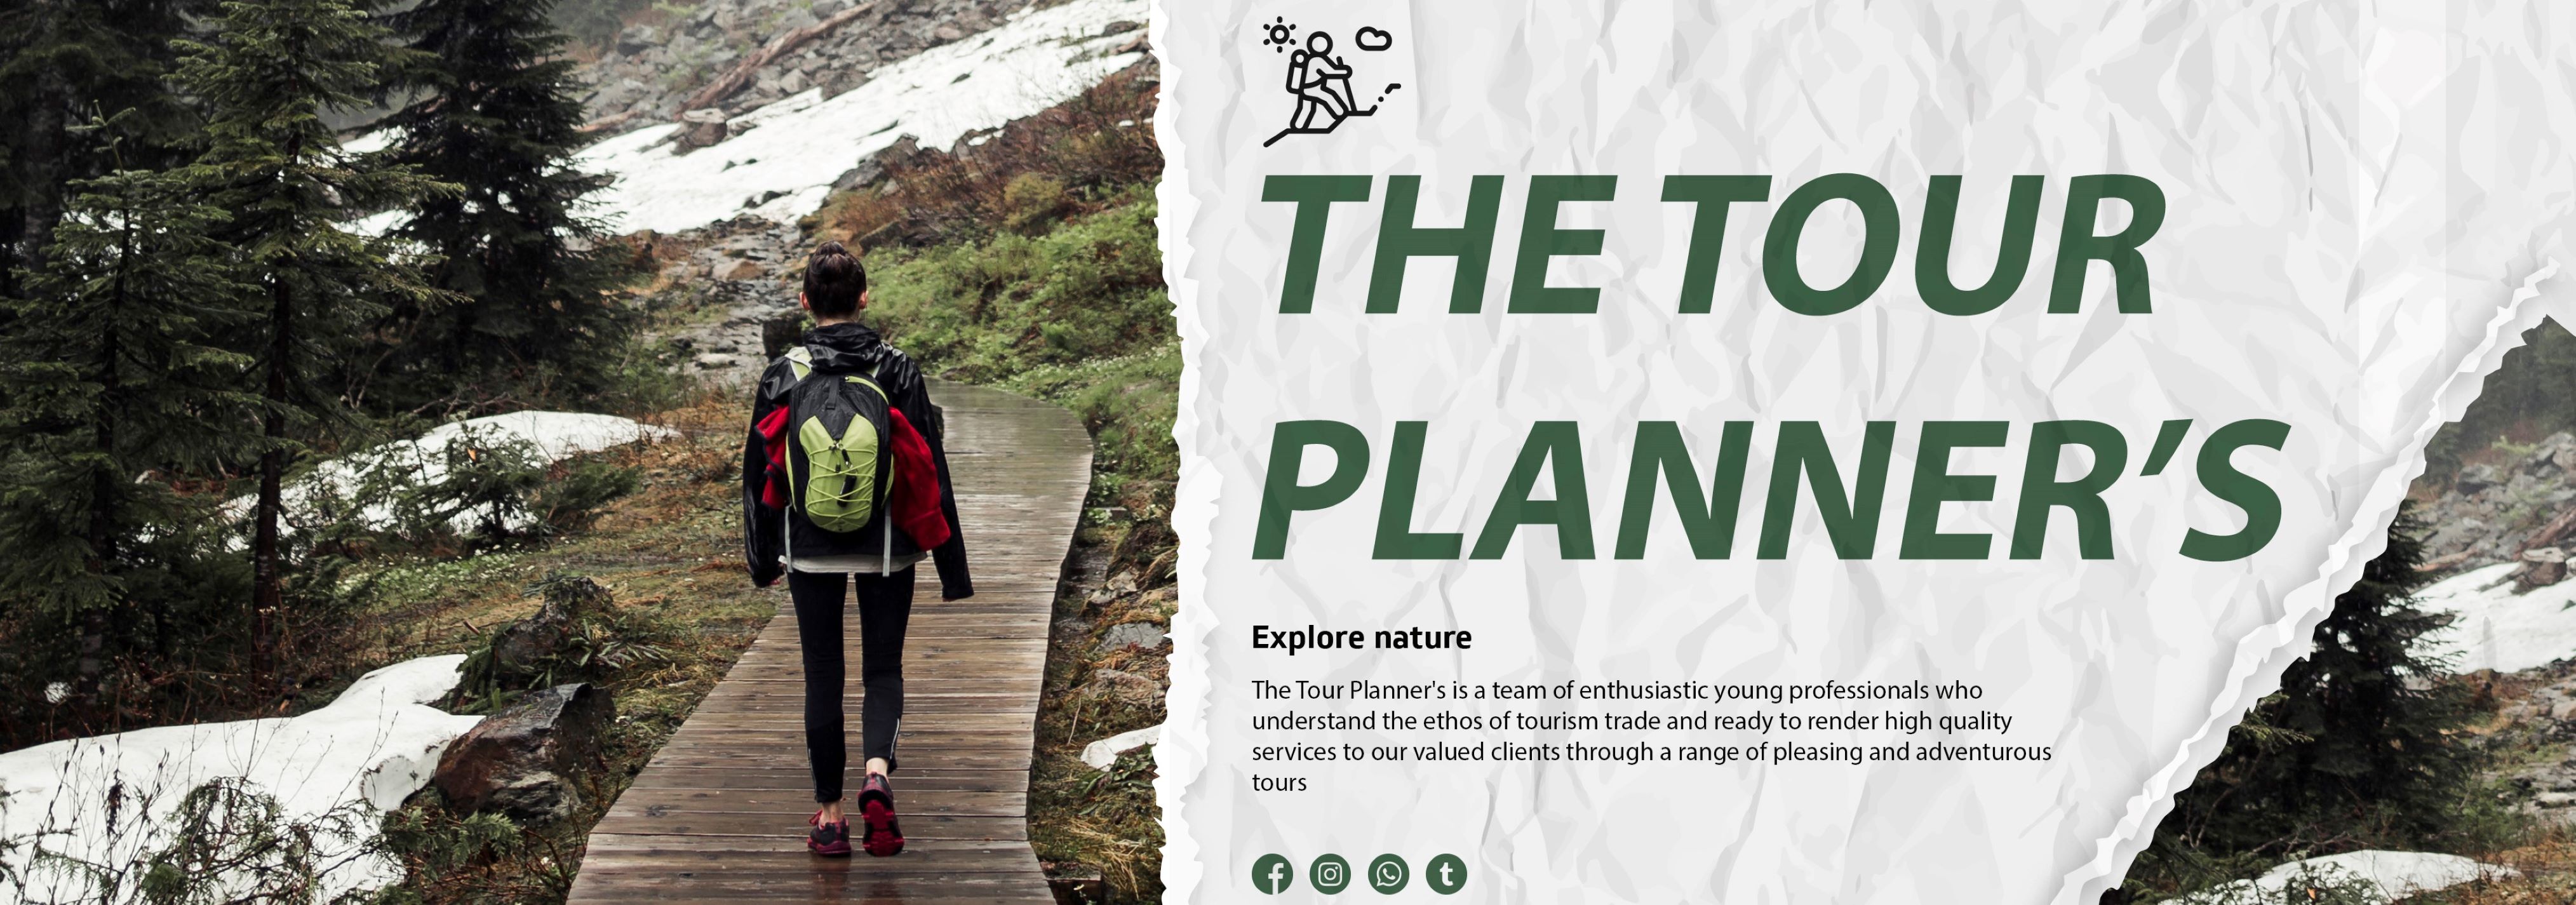 THE TOUR
PLANNER’S
Explore nature
The Tour Planner's is a team of enthusiastic young professionals who
understand the ethos of tourism trade and ready to render high quality
services to our valued clients through a range of pleasing and adventurous
tours